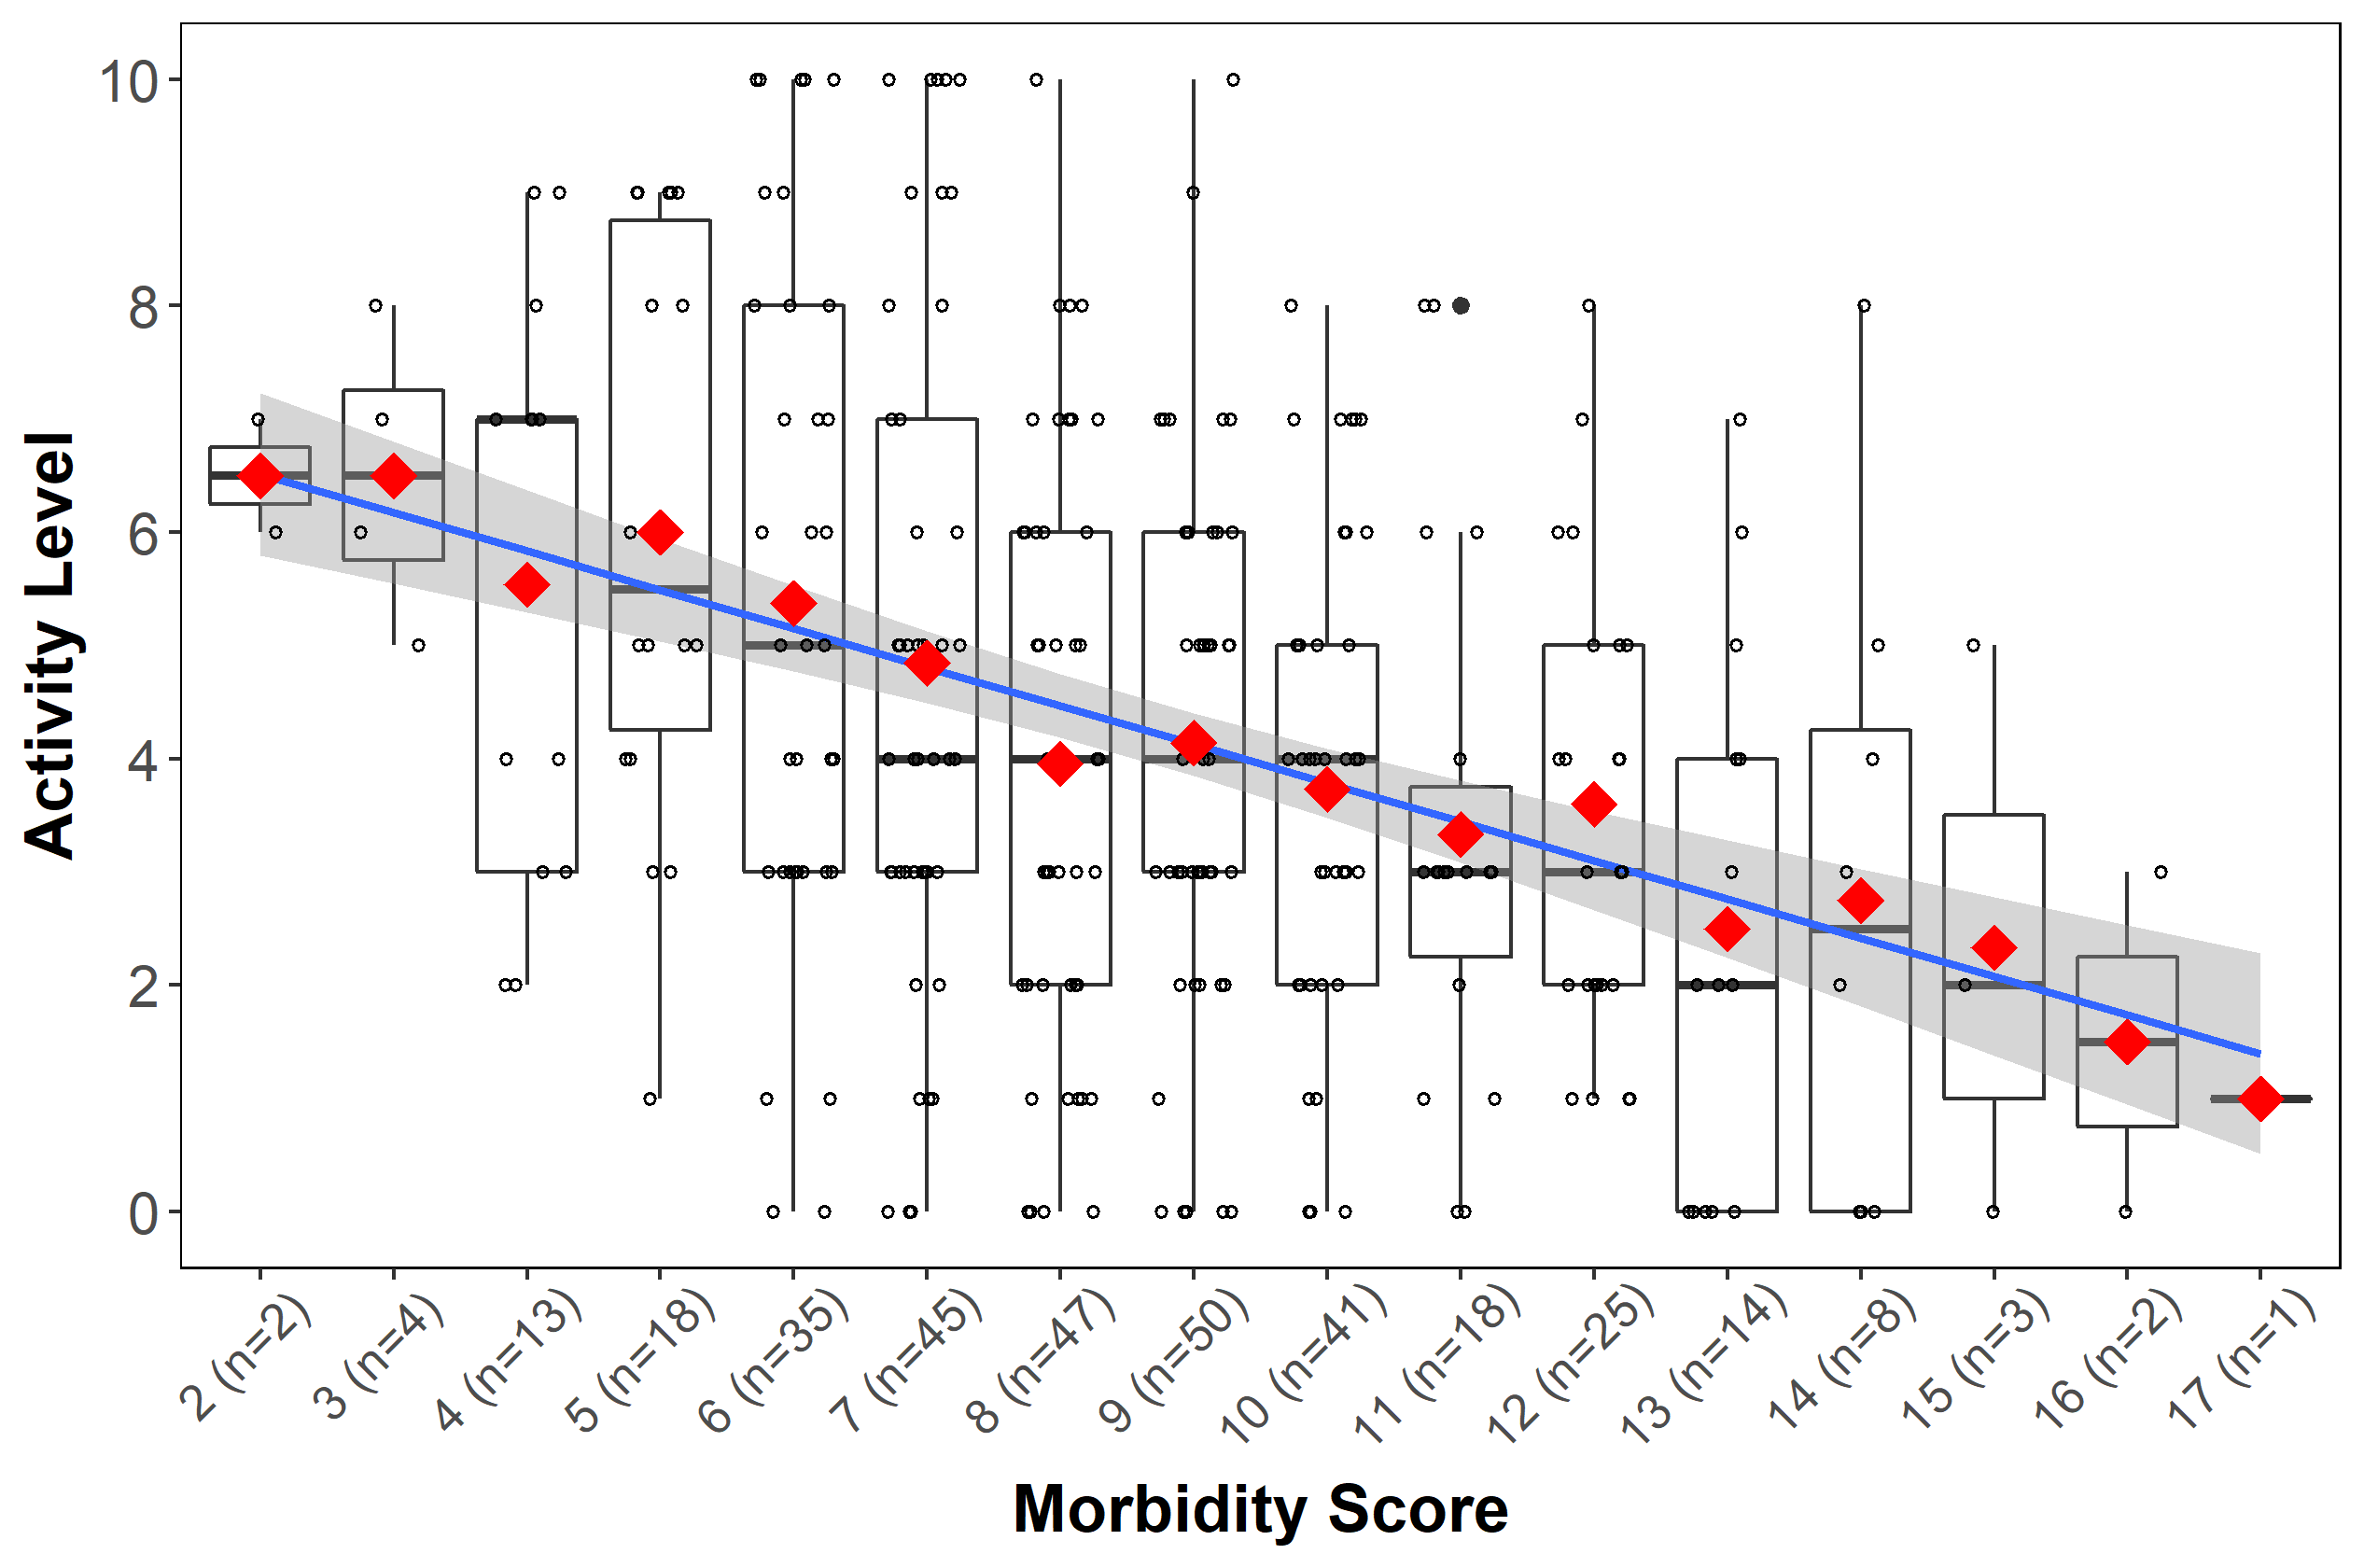 Activity Level
10
8
6
4
2
0
2 (n=2)
3 (n=4)
4 (n=13)
5 (n=18)
6 (n=35)
7 (n=45)
8 (n=47)
9 (n=50)
10 (n=41)
11 (n=18)
12 (n=25)
13 (n=14)
14 (n=8)
15 (n=3)
16 (n=2)
17 (n=1)
Morbidity Score